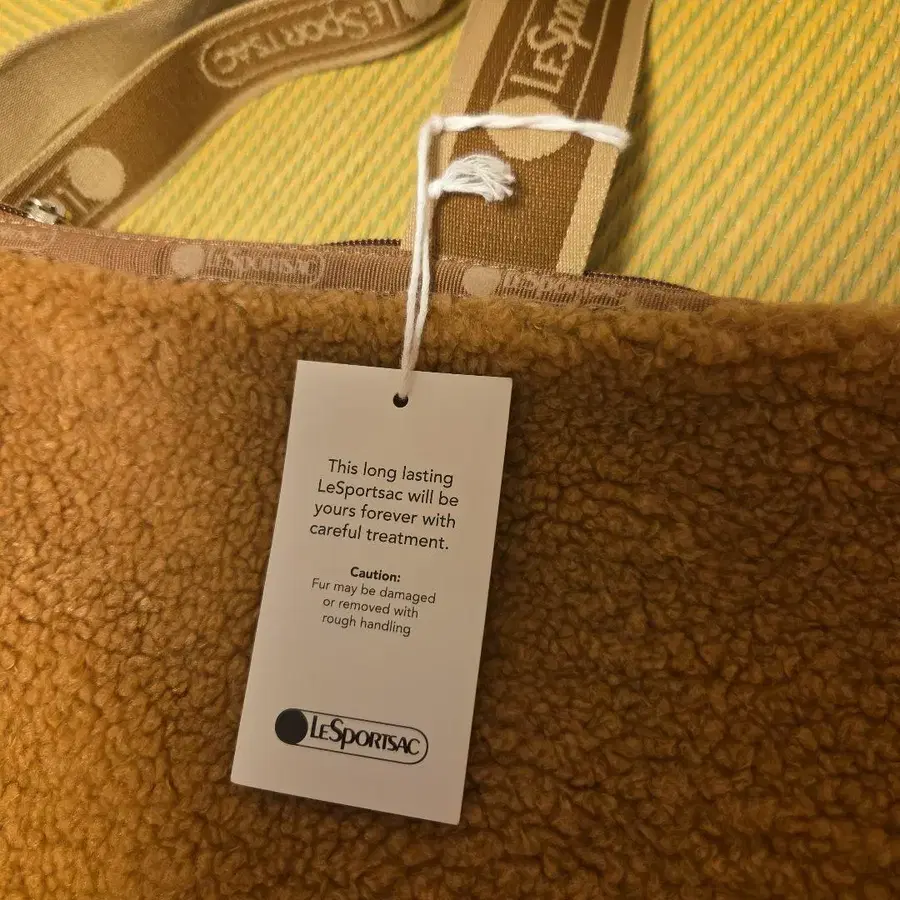 LESPORTSAC
LESPOR
LESPORTSAC
LESPORTSAC
This long lasting
LeSportsac will be
yours forever with
careful treatment.
Caution:
Fur may be damaged
or removed with
rough handling
LESPORTSAC